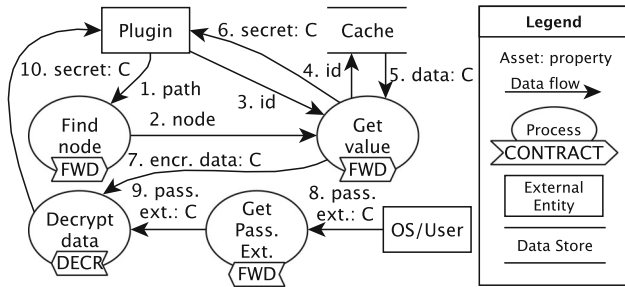 Plugin
6. secret: C
Cache
10. secret: C
4. id
5. data: C
1. path
3. id
Find
node
FWD
2. node
Get
value
FWD
7. encr. data: C
9. pass.
ext.: C
8. pass.
ext.: C
Decrypt
data
DECR
Get
Pass.
Ext.
FWD
OS/User
Legend
Asset: property
Data flow
Process
CONTRACT
External
Entity
Data Store